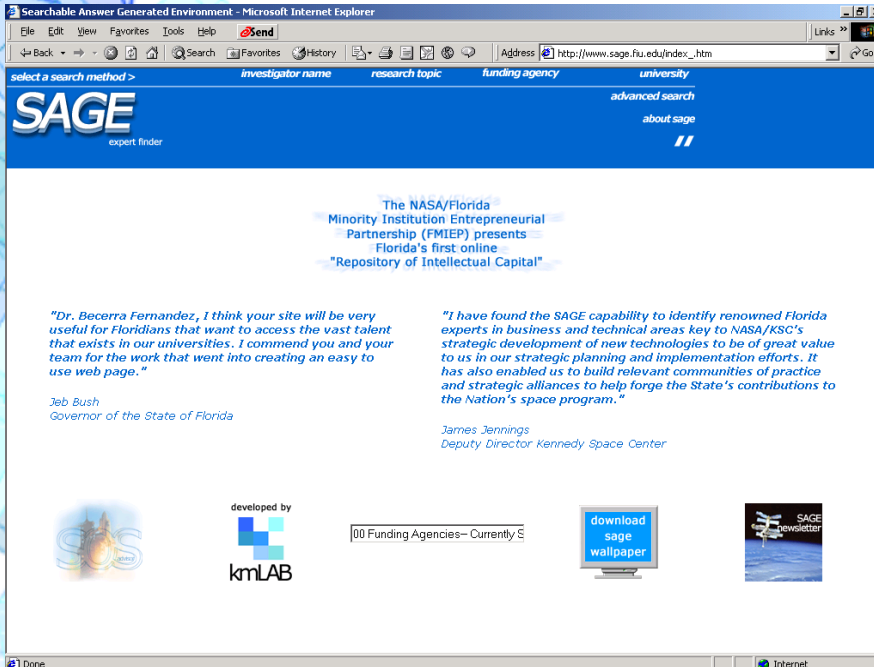 Searchable Answer Generated Environment - Microsoft Internet Explorer
File Edit View Favorites Tools Help Send Links »
Back Search Favorites History Address http://www.sage.fiu.edu/index_.htm Go
select a search method > investigator name research topic funding agency university
advanced search
about sage
SAGE
expert finder
The NASA/Florida
Minority Institution Entrepreneurial
Partnership (FMIEP) presents
Florida's first online
"Repository of Intellectual Capital"
"Dr. Becerra Fernandez, I think your site will be very
useful for Floridians that want to access the vast talent
that exists in our universities. I commend you and your
team for the work that went into creating an easy to
use web page."
Jeb Bush
Governor of the State of Florida
"I have found the SAGE capability to identify renowned Florida
experts in business and technical areas key to NASA/KSC's
strategic development of new technologies to be of great value
to us in our strategic planning and implementation efforts. It
has also enabled us to build relevant communities of practice
and strategic alliances to help forge the State's contributions to
the Nation's space program."
James Jennings
Deputy Director Kennedy Space Center
SOS
advisor
developed by
kmLAB
00 Funding Agencies-- Currently S
download
sage
wallpaper
SAGE
newsletter
Done Internet